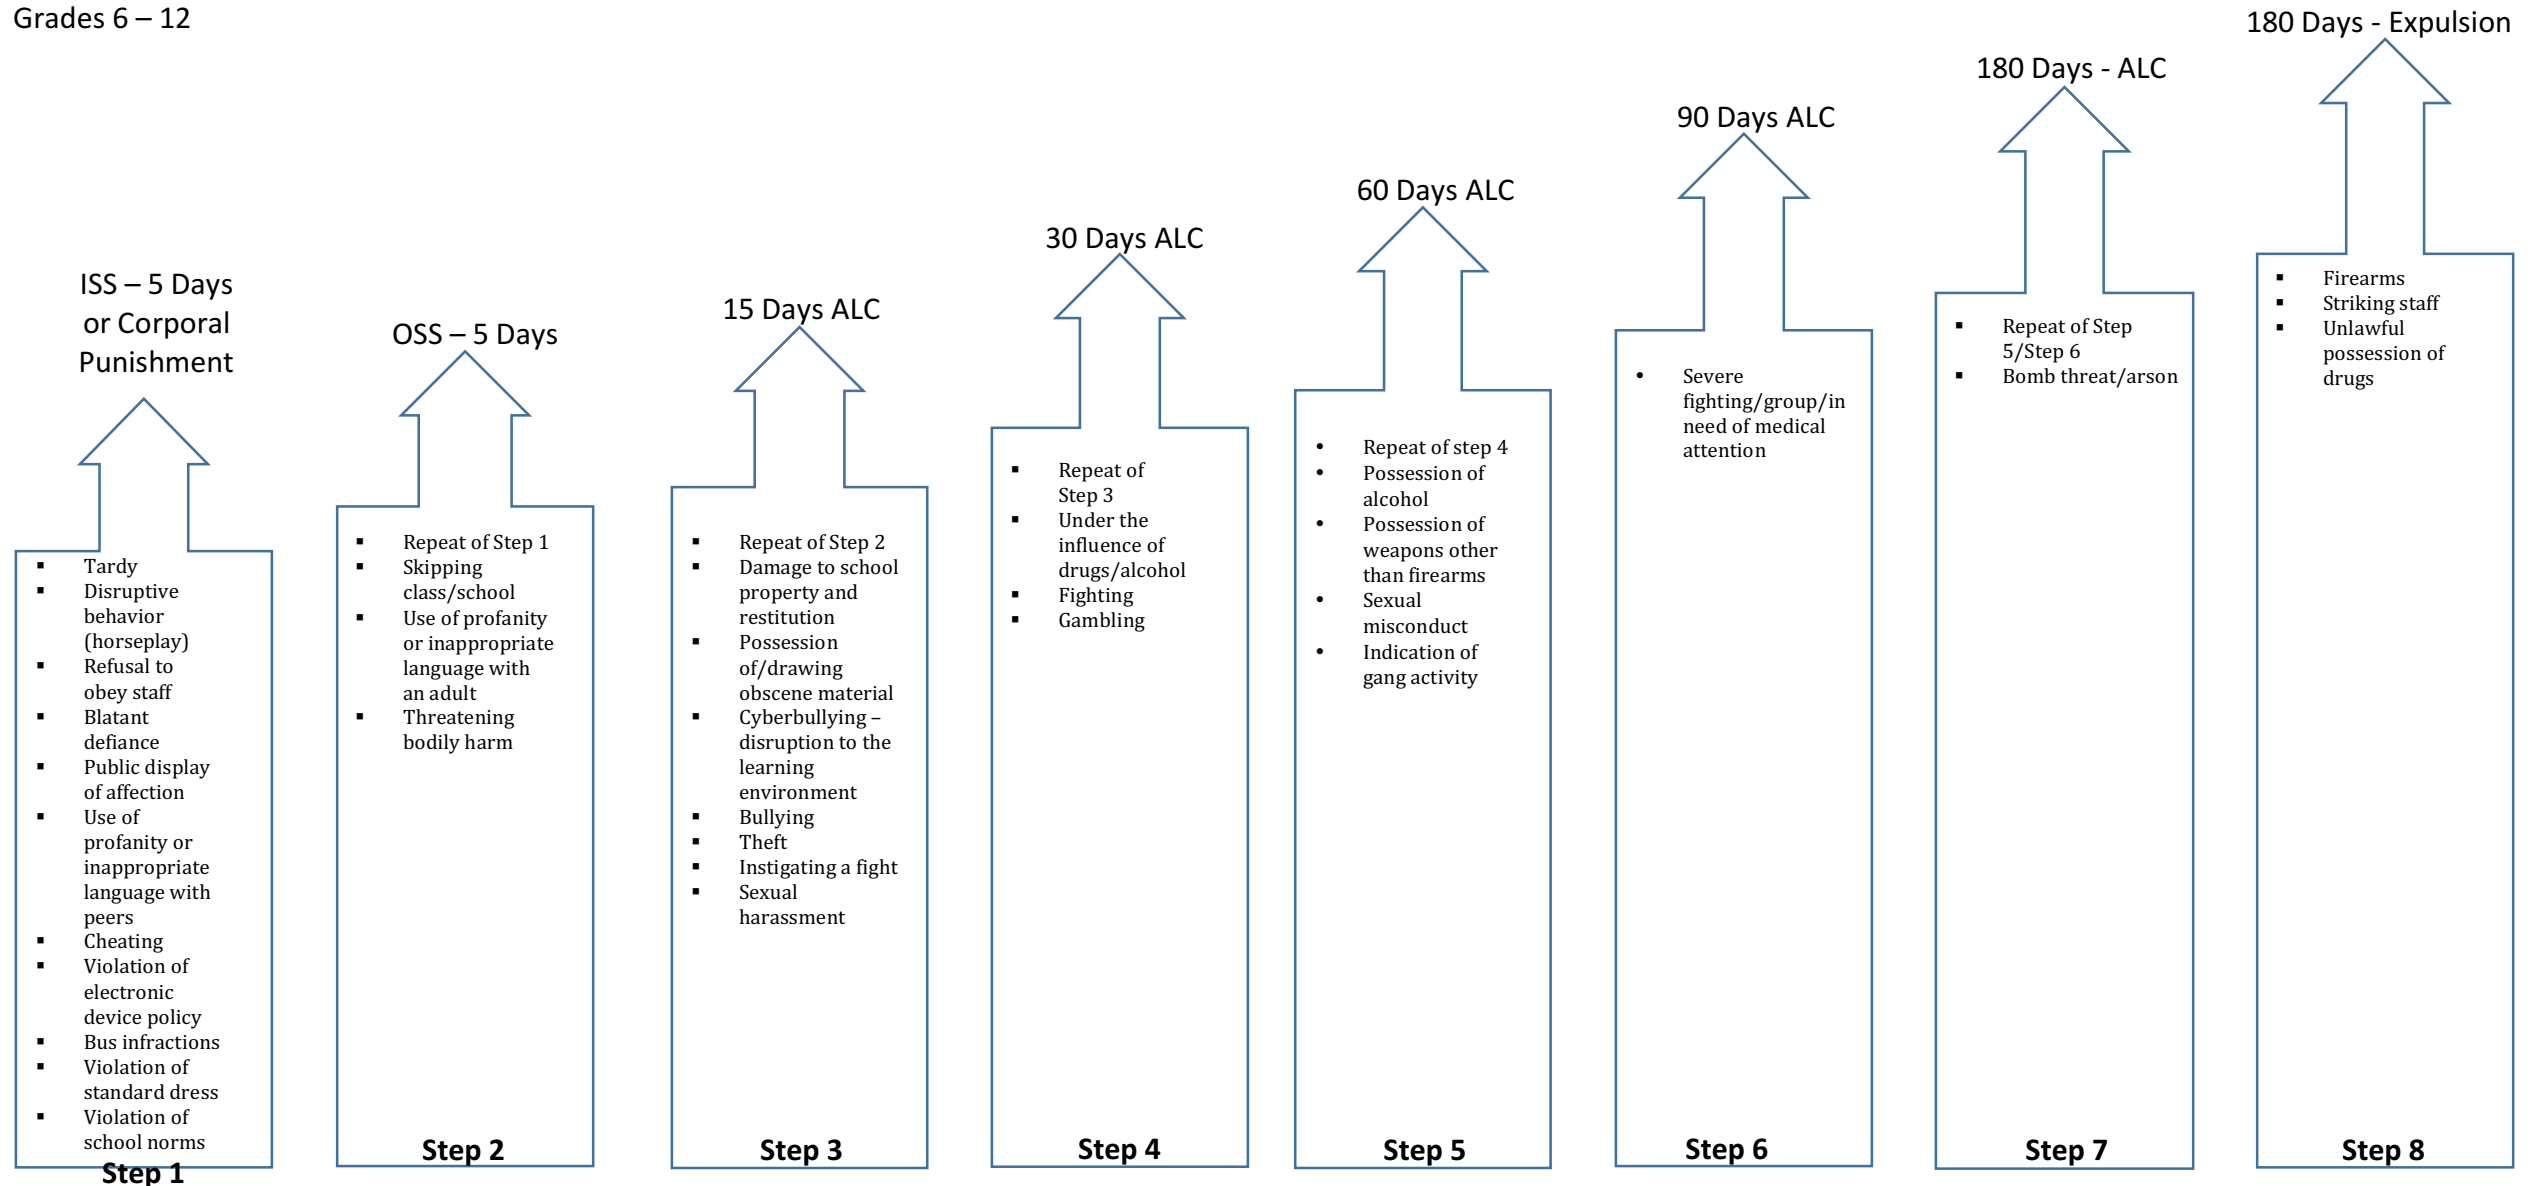 Grades 6 – 12
ISS – 5 Days
or Corporal
Punishment
▪ Tardy
▪ Disruptive
behavior
(horseplay)
▪ Refusal to
obey staff
▪ Blatant
defiance
▪ Public display
of affection
▪ Use of
profanity or
inappropriate
language with
peers
▪ Cheating
▪ Violation of
electronic
device policy
▪ Bus infractions
▪ Violation of
standard dress
▪ Violation of
school norms
Step 1
OSS – 5 Days
▪ Repeat of Step 1
▪ Skipping
class/school
▪ Use of profanity
or inappropriate
language with
an adult
▪ Threatening
bodily harm
Step 2
15 Days ALC
▪ Repeat of Step 2
▪ Damage to school
property and
restitution
▪ Possession
of/drawing
obscene material
▪ Cyberbullying –
disruption to the
learning
environment
▪ Bullying
▪ Theft
▪ Instigating a fight
▪ Sexual
harassment
Step 3
30 Days ALC
▪ Repeat of
Step 3
▪ Under the
influence of
drugs/alcohol
▪ Fighting
▪ Gambling
Step 4
60 Days ALC
• Repeat of step 4
• Possession of
alcohol
• Possession of
weapons other
than firearms
• Sexual
misconduct
• Indication of
gang activity
Step 5
90 Days ALC
• Severe
fighting/group/in
need of medical
attention
Step 6
180 Days - ALC
▪ Repeat of Step
5/Step 6
▪ Bomb threat/arson
Step 7
180 Days - Expulsion
▪ Firearms
▪ Striking staff
▪ Unlawful
possession of
drugs
Step 8